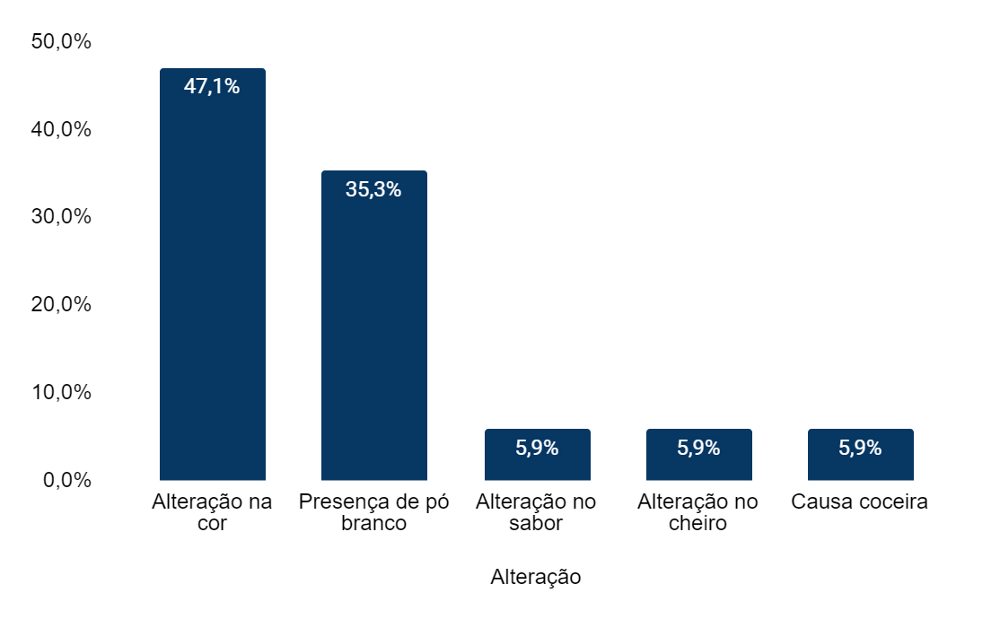 50,0%
40,0%
30,0%
20,0%
10,0%
0,0%
47,1%
35,3%
5,9%
5,9%
5,9%
Alteração na
cor
Presença de pó
branco
Alteração no
sabor
Alteração no
cheiro
Causa coceira
Alteração